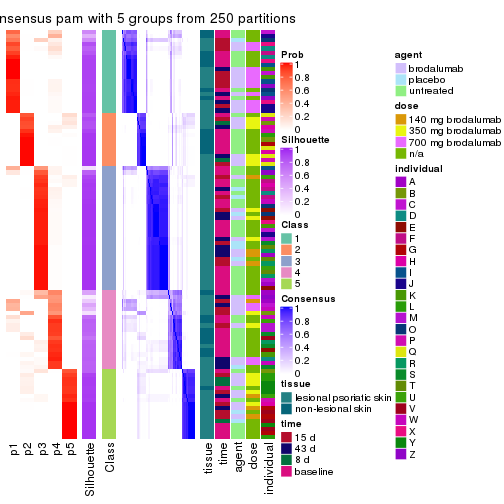 nsensus pam with 5 groups from 250 partitions
Prob
1
0.8
0.6
0.4
0.2
0
Silhouette
1
0.8
0.6
0.4
0.2
0
Class
1
2
3
4
5
Consensus
1
0.8
0.6
0.4
0.2
0
tissue
lesional psoriatic skin
non-lesional skin
time
15 d
43 d
8 d
baseline
agent
brodalumab
placebo
untreated
dose
140 mg brodalumab
350 mg brodalumab
700 mg brodalumab
n/a
individual
A
B
C
D
E
F
G
H
I
J
K
L
M
O
P
Q
R
S
T
U
V
W
X
Y
Z
p1
p2
p3
p4
p5
Silhouette
Class
tissue
time
agent
dose
individual